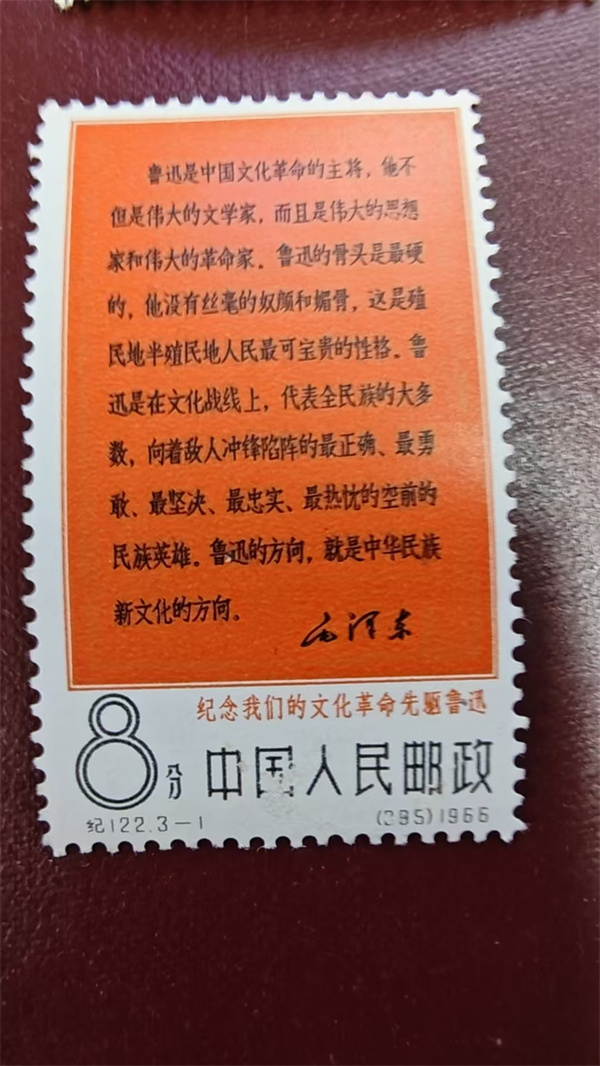 鲁迅是中国文化革命的主将，他不
但是伟大的文学家，而且是伟大的思想
家和伟大的革命家。鲁迅的骨头是最硬
的，他没有丝毫的奴颜和媚骨，这是殖
民地半殖民地人民最可宝贵的性格。鲁
迅是在文化战线上，代表全民族的大多
数，向着敌人冲锋陷阵的最正确、最勇
敢、最坚决、最忠实、最热忱的空前的
民族英雄。鲁迅的方向，就是中华民族
新文化的方向。
毛泽东
纪念我们的文化革命先驱鲁迅
8分 中国人民邮政
纪122.3-1 (385)1966